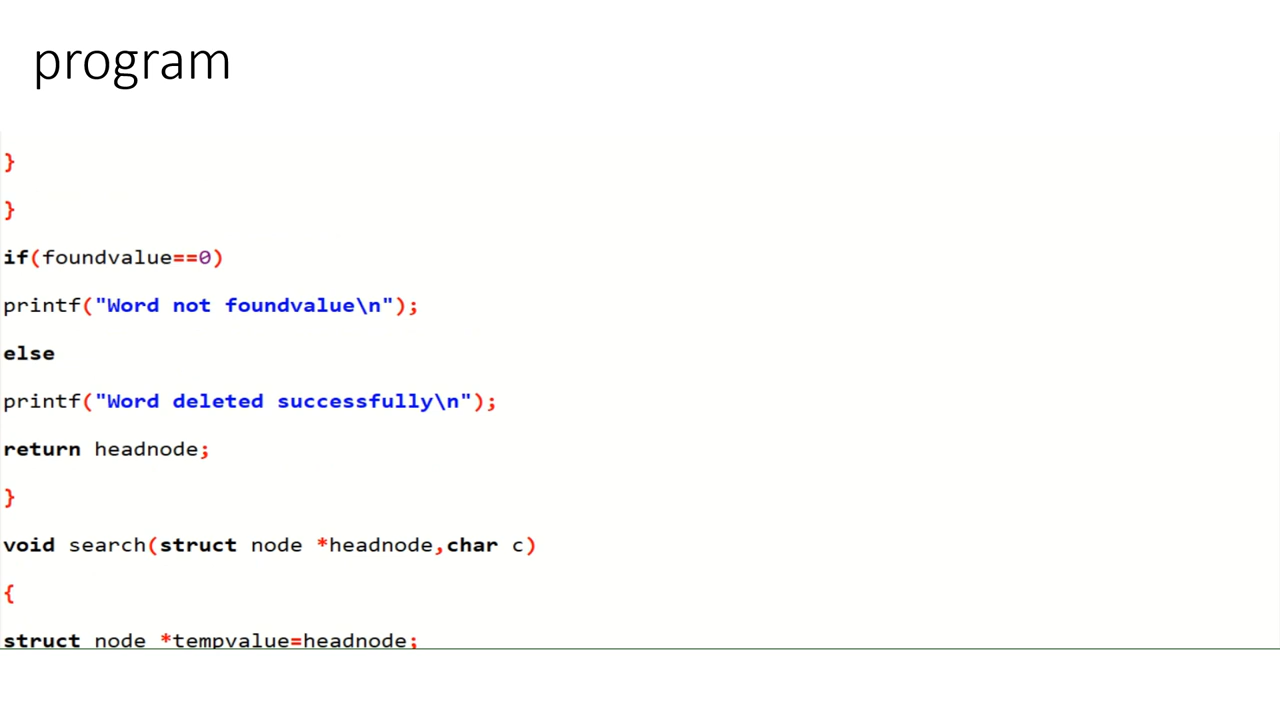 program
}
}
if(foundvalue==0)
printf("Word not foundvalue\n");
else
printf("Word deleted successfully\n");
return headnode;
}
void search(struct node *headnode,char c)
{
struct node *tempvalue=headnode;